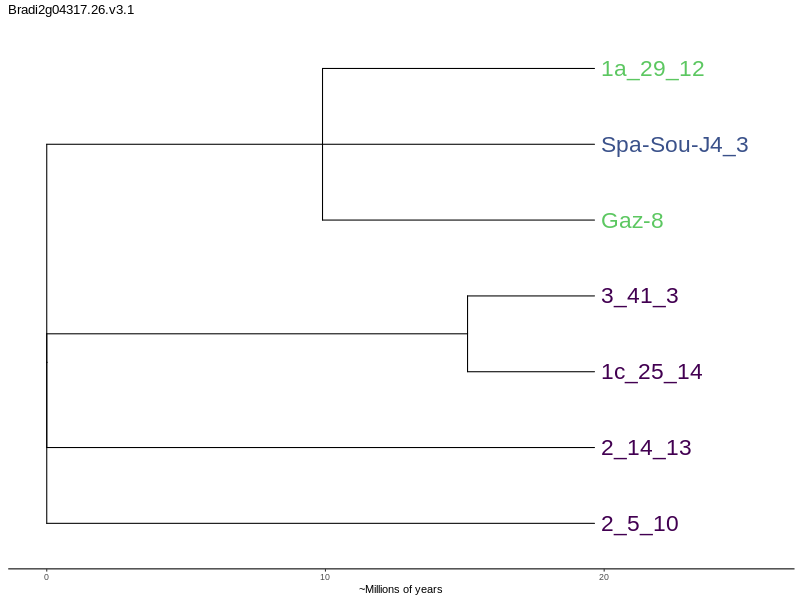 Bradi2g04317.26.v3.1
1a_29_12
Spa-Sou-J4_3
Gaz-8
3_41_3
1c_25_14
2_14_13
2_5_10
0 10 20
~Millions of years